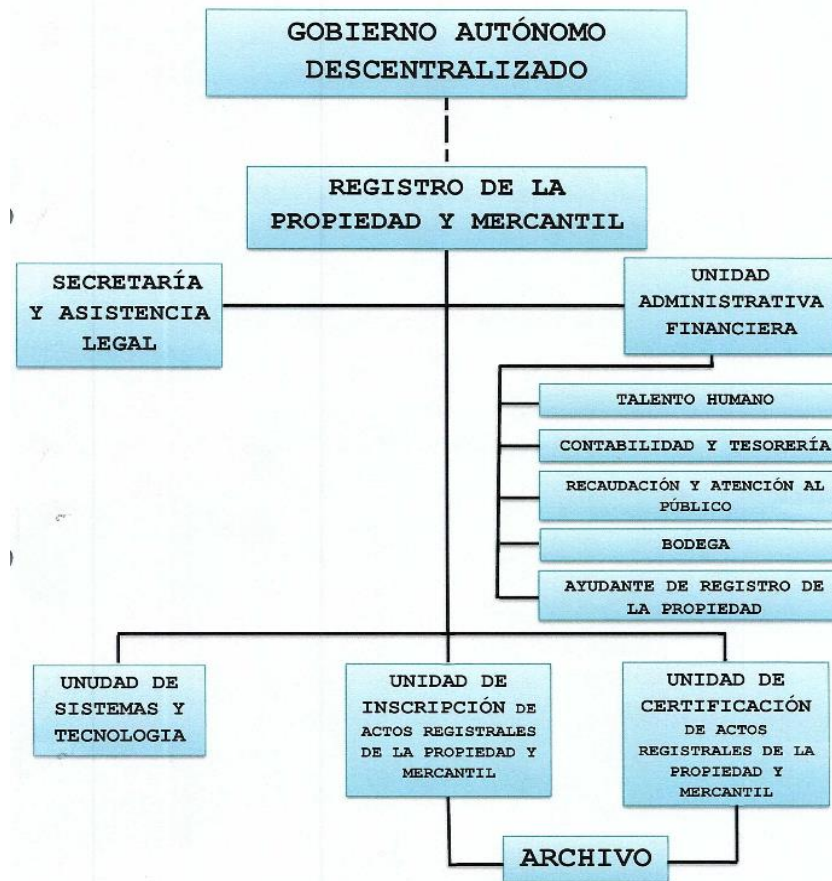 GOBIERNO AUTÓNOMO
DESCENTRALIZADO
REGISTRO DE LA
PROPIEDAD Y MERCANTIL
SECRETARÍA
Y ASISTENCIA
LEGAL
UNIDAD
ADMINISTRATIVA
FINANCIERA
TALENTO HUMANO
CONTABILIDAD Y TESORERÍA
RECAUDACIÓN Y ATENCIÓN AL
PÚBLICO
BODEGA
AYUDANTE DE REGISTRO DE
LA PROPIEDAD
UNUDAD DE
SISTEMAS Y
TECNOLOGIA
UNIDAD DE
INSCRIPCIÓN DE
ACTOS REGISTRALES
DE LA PROPIEDAD Y
MERCANTIL
UNIDAD DE
CERTIFICACIÓN
DE ACTOS
REGISTRALES DE LA
PROPIEDAD Y
MERCANTIL
ARCHIVO